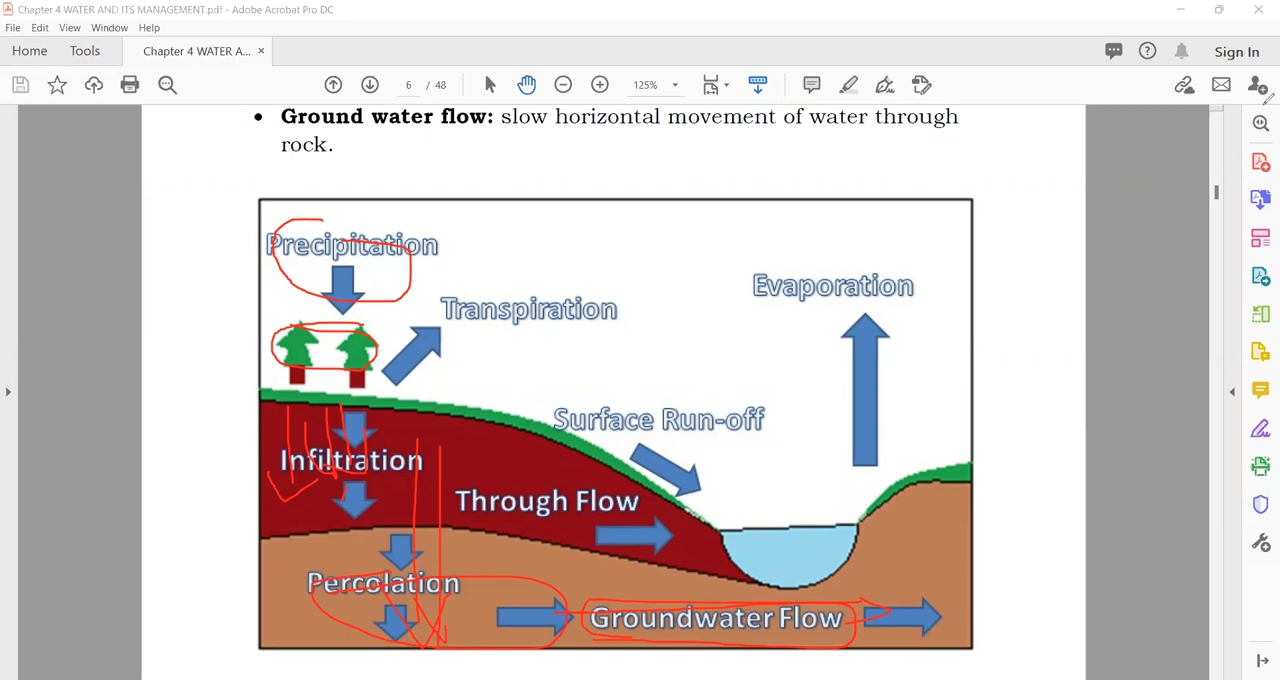 Chapter 4 WATER AND ITS MANAGEMENT.pdf - Adobe Acrobat Pro DC
File Edit View Window Help
Home Tools Chapter 4 WATER A... × Sign In
6 / 48 125%
• Ground water flow: slow horizontal movement of water through
rock.
Precipitation
Evaporation
Transpiration
Surface Run-off
Infiltration
Through Flow
Percolation
Groundwater Flow